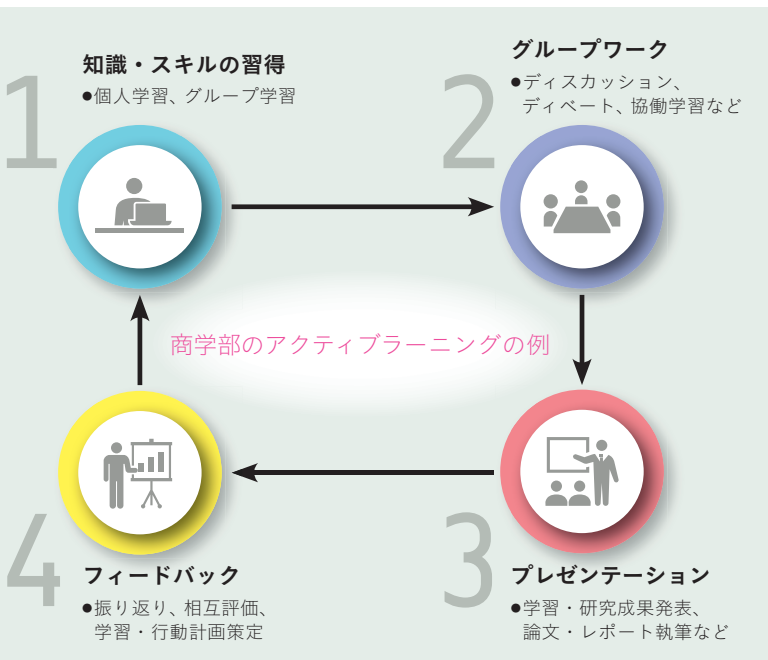 1
知識・スキルの習得
●個人学習、グループ学習
2
グループワーク
●ディスカッション、
ディベート、協働学習など
商学部のアクティブラーニングの例
3
プレゼンテーション
●学習・研究成果発表、
論文・レポート執筆など
4
フィードバック
●振り返り、相互評価、
学習・行動計画策定